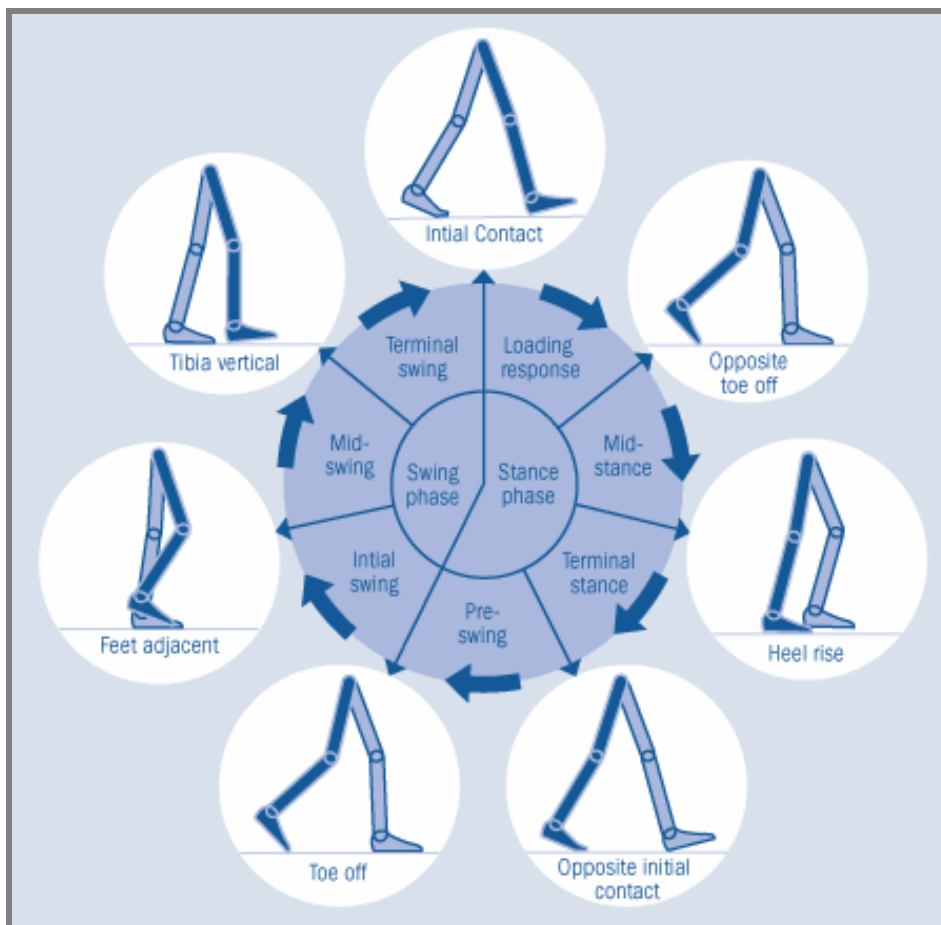 Intial Contact
Opposite
toe off
Heel rise
Opposite initial
contact
Toe off
Feet adjacent
Tibia vertical
Loading
response
Mid-
stance
Terminal
stance
Pre-
swing
Intial
swing
Mid-
swing
Terminal
swing
Swing
phase
Stance
phase